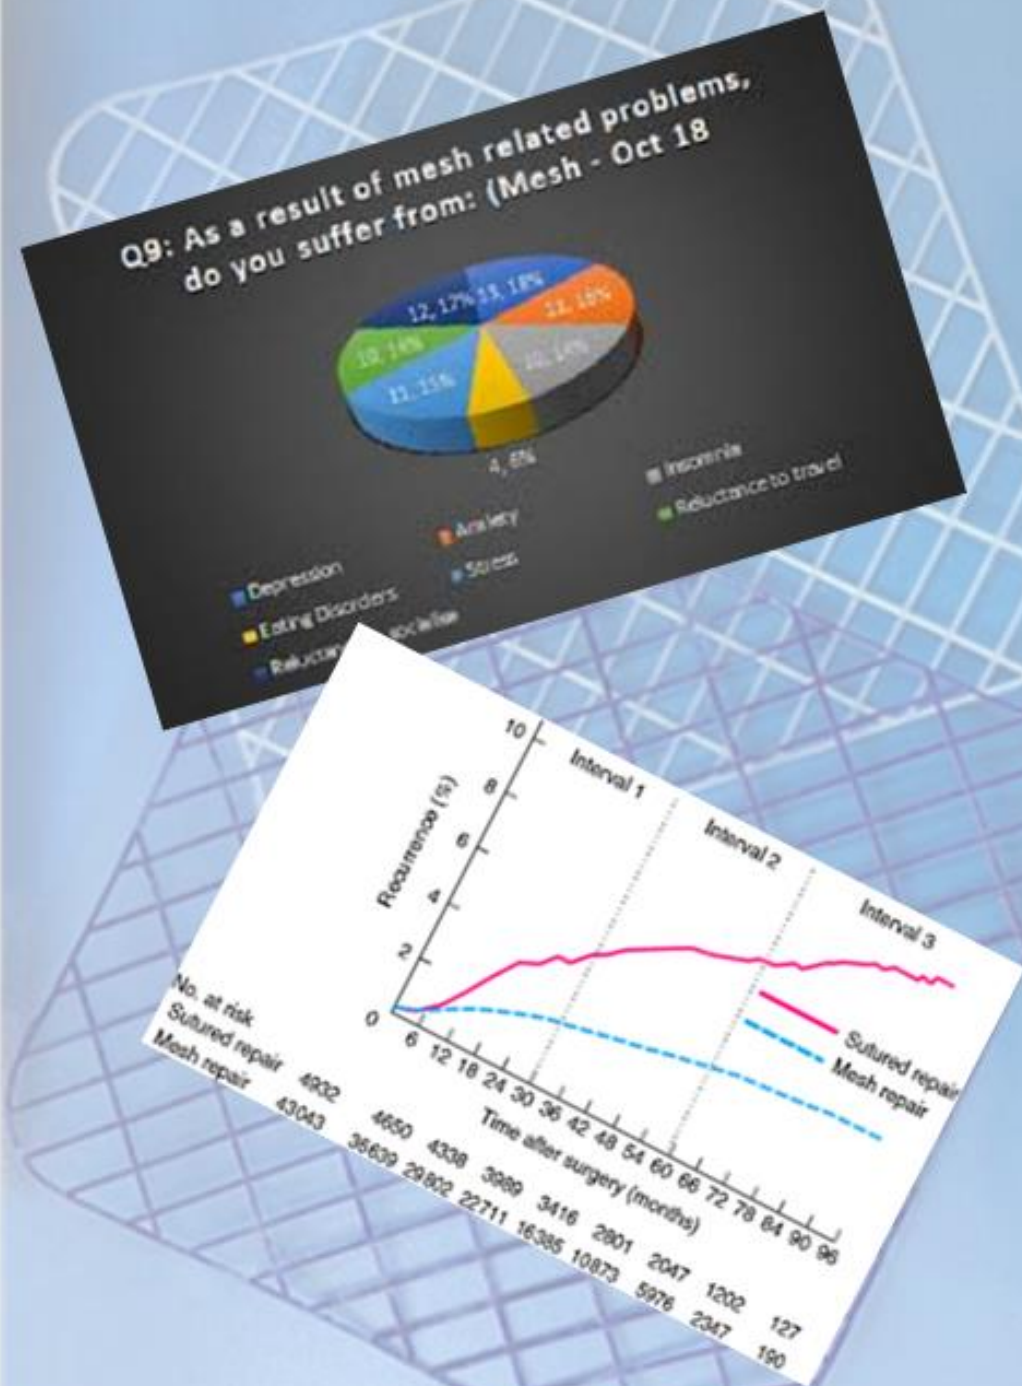 Q9: As a result of mesh related problems,
do you suffer from: (Mesh - Oct 18
12, 17%
13, 18%
11, 16%
10, 14%
10, 14%
11, 15%
4, 6%
Depression
Anxiety
Insomnia
Eating Disorders
Stress
Reluctance to travel
socialise
Recurrence (%)
10
8
6
4
2
0
Interval 1
Interval 2
Interval 3
6 12 18 24 30 36 42 48 54 60 66 72 78 84 90 96
Time after surgery (months)
Sutured repair
Mesh repair
No. at risk
Sutured repair 4932 4650 4338 3989 3416 2801 2047 1202 127
Mesh repair 43043 35639 29802 22711 16385 10873 5976 2347 190